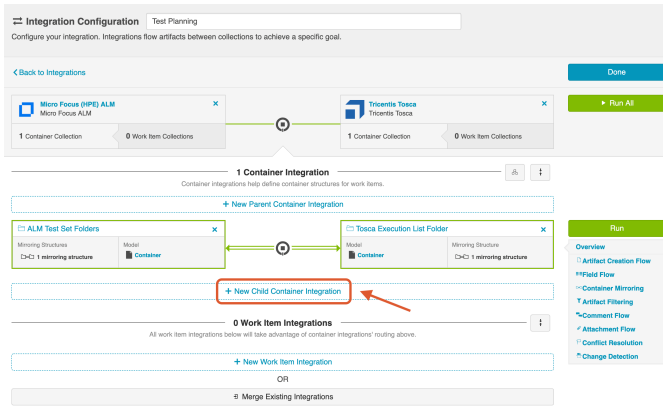 Integration Configuration Test Planning
Configure your integration. Integrations flow artifacts between collections to achieve a specific goal.
Back to Integrations
Done
Micro Focus (HPE) ALM
Micro Focus ALM
1 Container Collection
0 Work Item Collections
Tricentis Tosca
Tricentis Tosca
1 Container Collection
0 Work Item Collections
Run All
1 Container Integration
Container integrations help define container structures for work items.
+ New Parent Container Integration
ALM Test Set Folders
Mirroring Structures
1 mirroring structure
Model
Container
Tosca Execution List Folder
Model
Container
Mirroring Structure
1 mirroring structure
Run
Overview
Artifact Creation Flow
Field Flow
Container Mirroring
Artifact Filtering
Comment Flow
Attachment Flow
Conflict Resolution
Change Detection
+ New Child Container Integration
0 Work Item Integrations
All work item integrations below will take advantage of container integrations' routing above.
+ New Work Item Integration
OR
Merge Existing Integrations